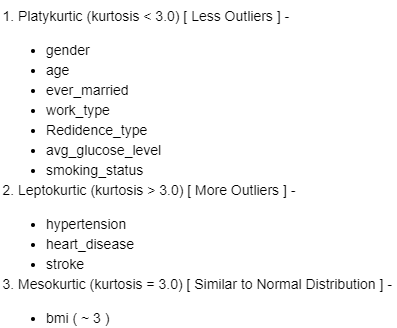 1. Platykurtic (kurtosis < 3.0) [ Less Outliers ] -
• gender
• age
• ever_married
• work_type
• Redidence_type
• avg_glucose_level
• smoking_status
2. Leptokurtic (kurtosis > 3.0) [ More Outliers ] -
• hypertension
• heart_disease
• stroke
3. Mesokurtic (kurtosis = 3.0) [ Similar to Normal Distribution ] -
• bmi ( ~ 3 )